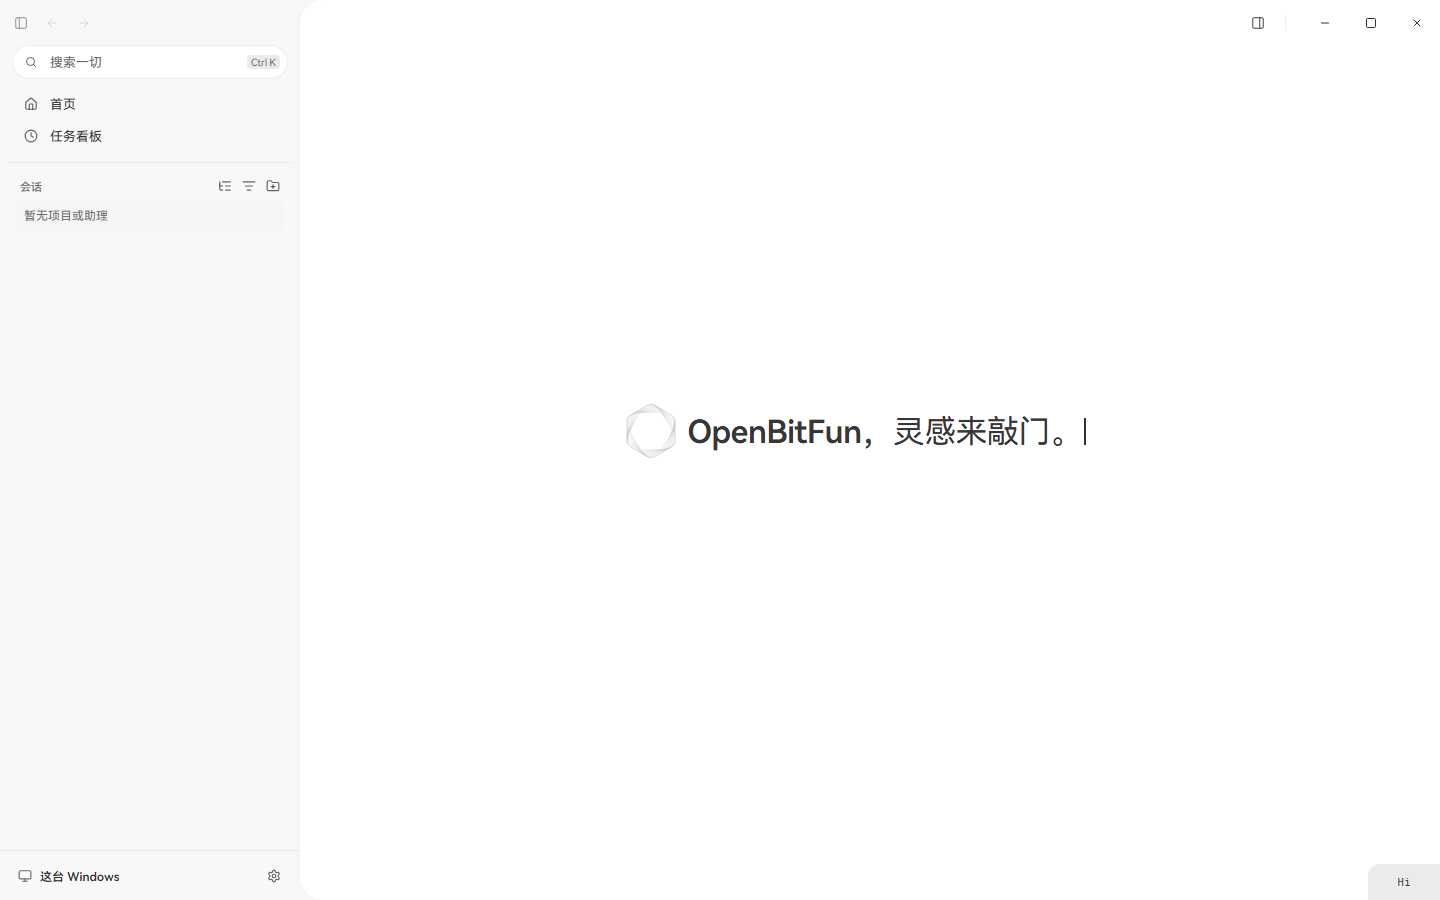 搜索一切 Ctrl K
首页
任务看板
会话
暂无项目或助理
OpenBitFun，灵感来敲门。
这台 Windows
Hi